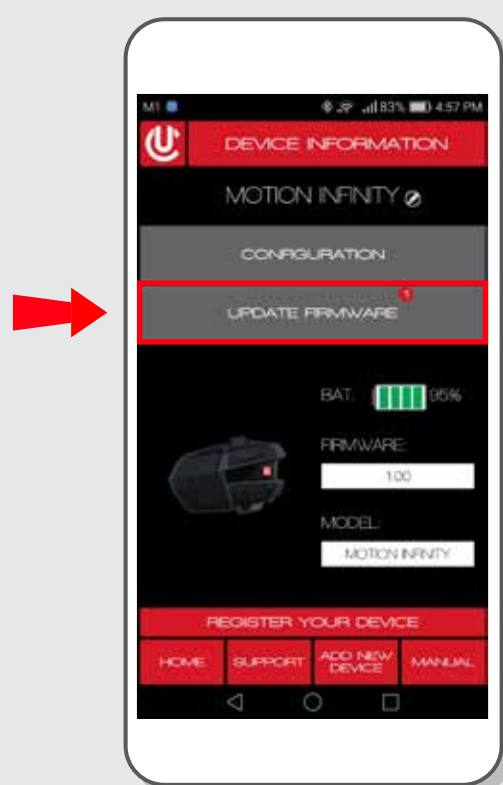 M1 83% 4:57 PM
DEVICE INFORMATION
MOTION INFINITY
CONFIGURATION
1
UPDATE FIRMWARE
BAT: 95%
FIRMWARE:
1.00
MODEL:
MOTION INFINITY
REGISTER YOUR DEVICE
HOME SUPPORT ADD NEW DEVICE MANUAL